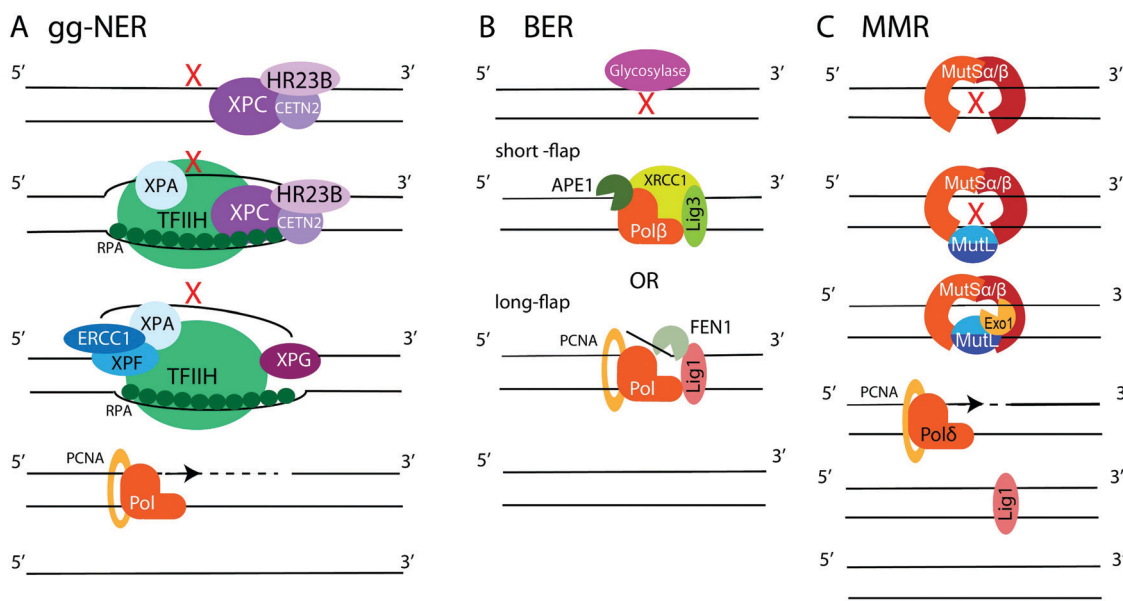 A gg-NER
5′ 3′
X
HR23B
XPC
CETN2
5′ 3′
X
XPA
HR23B
XPC
TFIIH
CETN2
RPA
5′ 3′
X
XPA
ERCC1
XPF
XPG
TFIIH
RPA
PCNA
5′ 3′
Pol
5′ 3′
B BER
5′ 3′
Glycosylase
X
short -flap
5′ 3′
APE1
XRCC1
Lig3
Polβ
OR
long-flap
FEN1
PCNA
5′ 3′
Pol
Lig1
5′ 3′
C MMR
5′ 3′
MutSα/β
X
5′ 3′
MutSα/β
X
MutL
5′ 3′
MutSα/β
Exo1
MutL
5′ 3′
PCNA
Polδ
5′ 3′
Lig1
5′ 3′